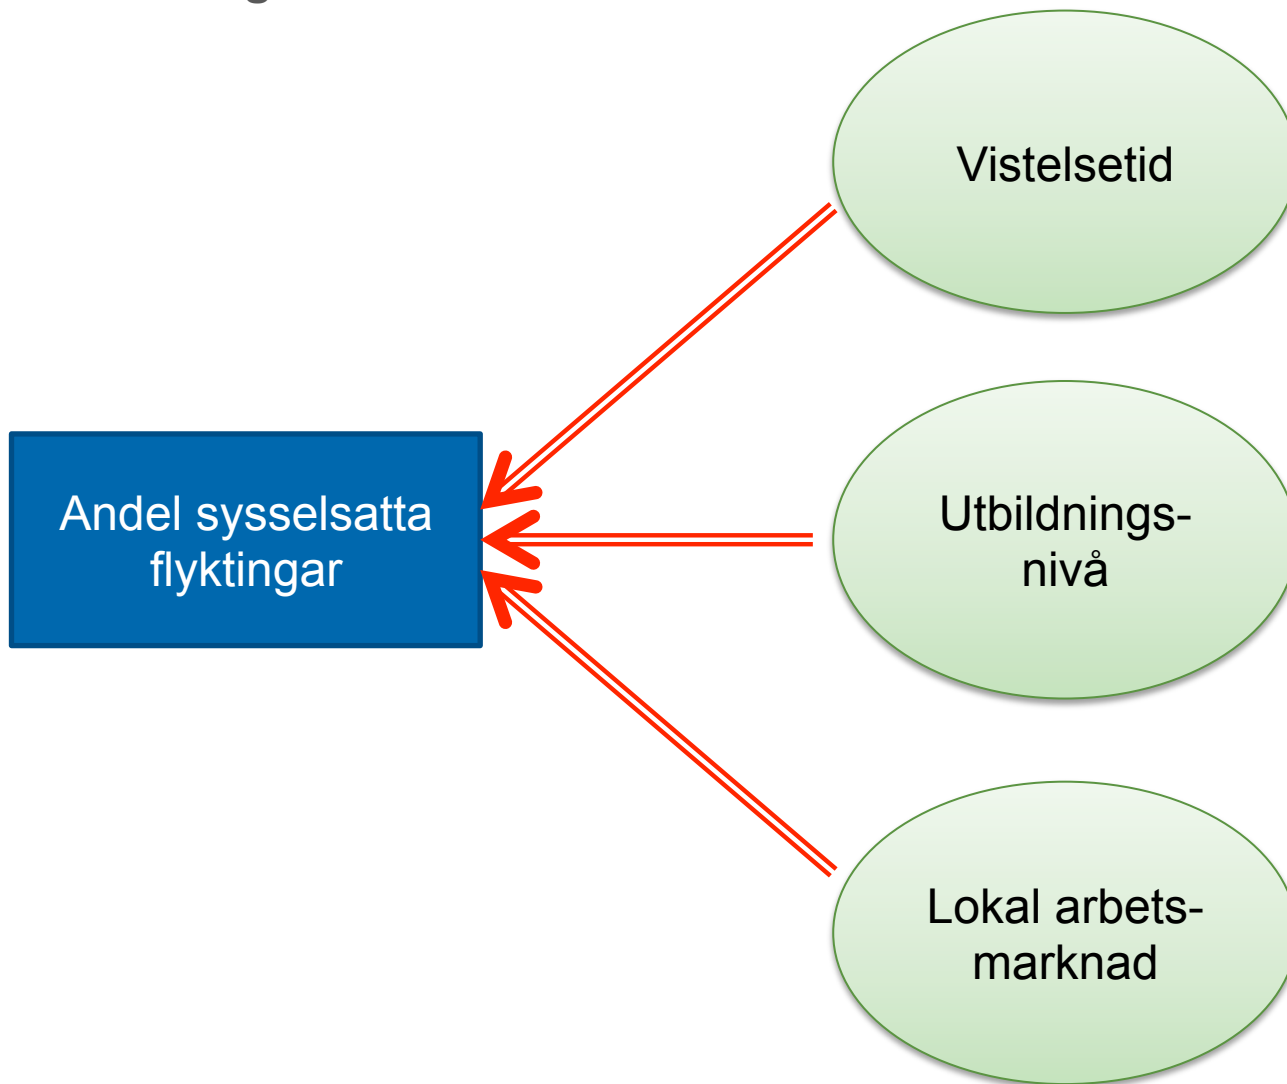 Vistelsetid
Andel sysselsatta
flyktingar
Utbildnings-
nivå
Lokal arbets-
marknad